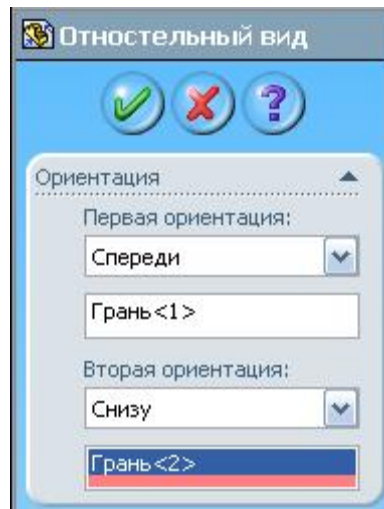 Отностельный вид
?
Ориентация
Первая ориентация:
Спереди
Грань<1>
Вторая ориентация:
Снизу
Грань<2>